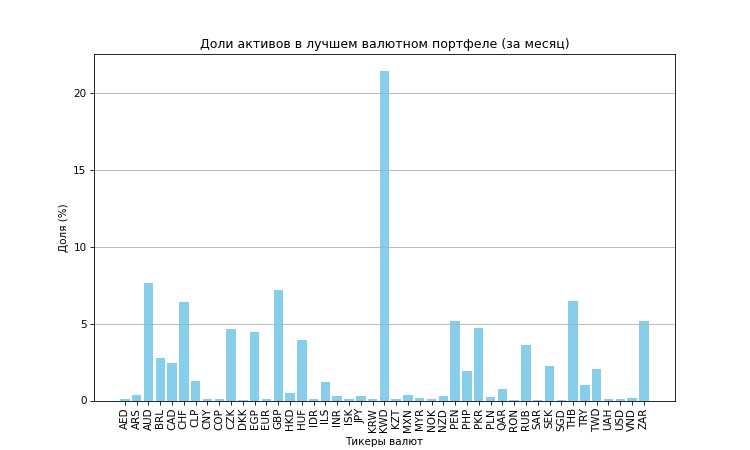 Доли активов в лучшем валютном портфеле (за месяц)
Доля (%)
20
15
10
5
0
AED ARS AUD BRL CAD CHF CLP CNY COP CZK DKK EGP EUR GBP HKD HUF IDR ILS INR ISK JPY KRW KWD KZT MXN MYR NOK NZD PEN PHP PKR PLN QAR RON RUB SAR SEK SGD THB TRY TWD UAH USD VND ZAR
Тикеры валют